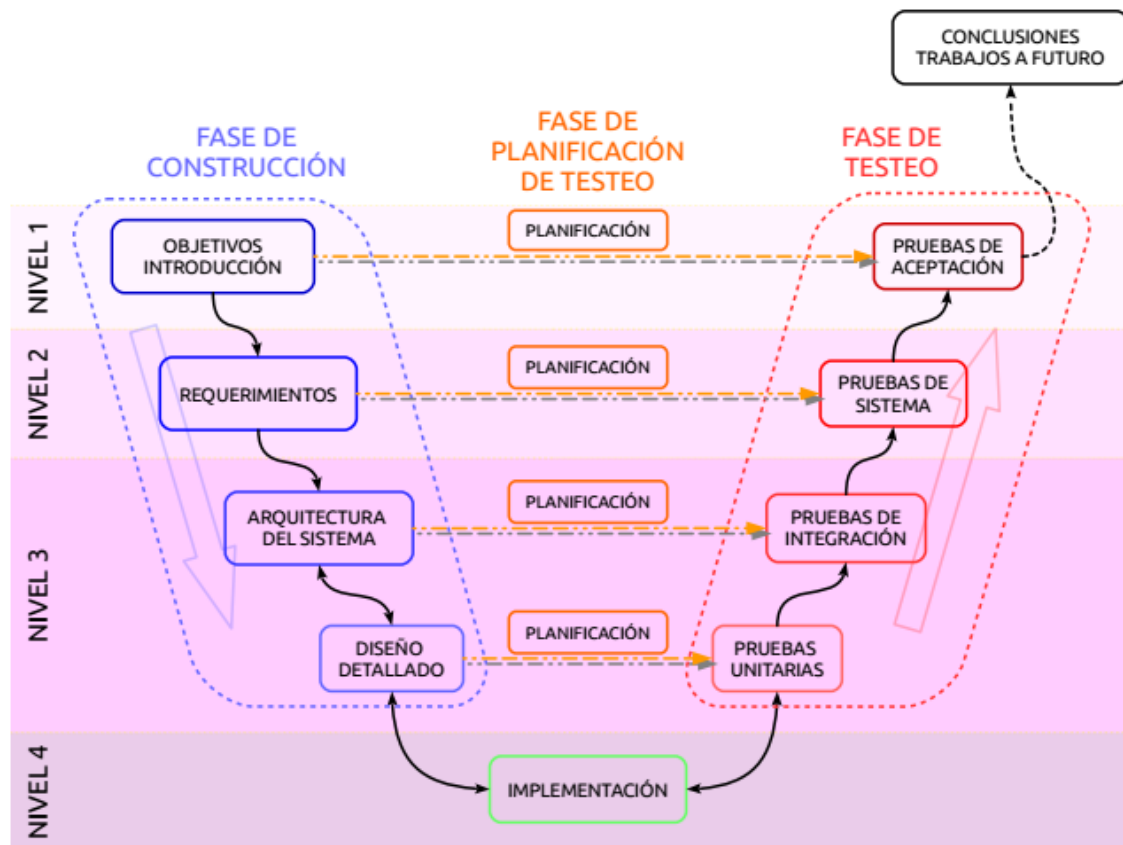 CONCLUSIONES
TRABAJOS A FUTURO
FASE DE
CONSTRUCCIÓN
FASE DE
PLANIFICACIÓN
DE TESTEO
FASE DE
TESTEO
NIVEL 1
OBJETIVOS
INTRODUCCIÓN
PLANIFICACIÓN
PRUEBAS DE
ACEPTACIÓN
NIVEL 2
REQUERIMIENTOS
PLANIFICACIÓN
PRUEBAS DE
SISTEMA
NIVEL 3
ARQUITECTURA
DEL SISTEMA
PLANIFICACIÓN
PRUEBAS DE
INTEGRACIÓN
DISEÑO
DETALLADO
PLANIFICACIÓN
PRUEBAS
UNITARIAS
NIVEL 4
IMPLEMENTACIÓN